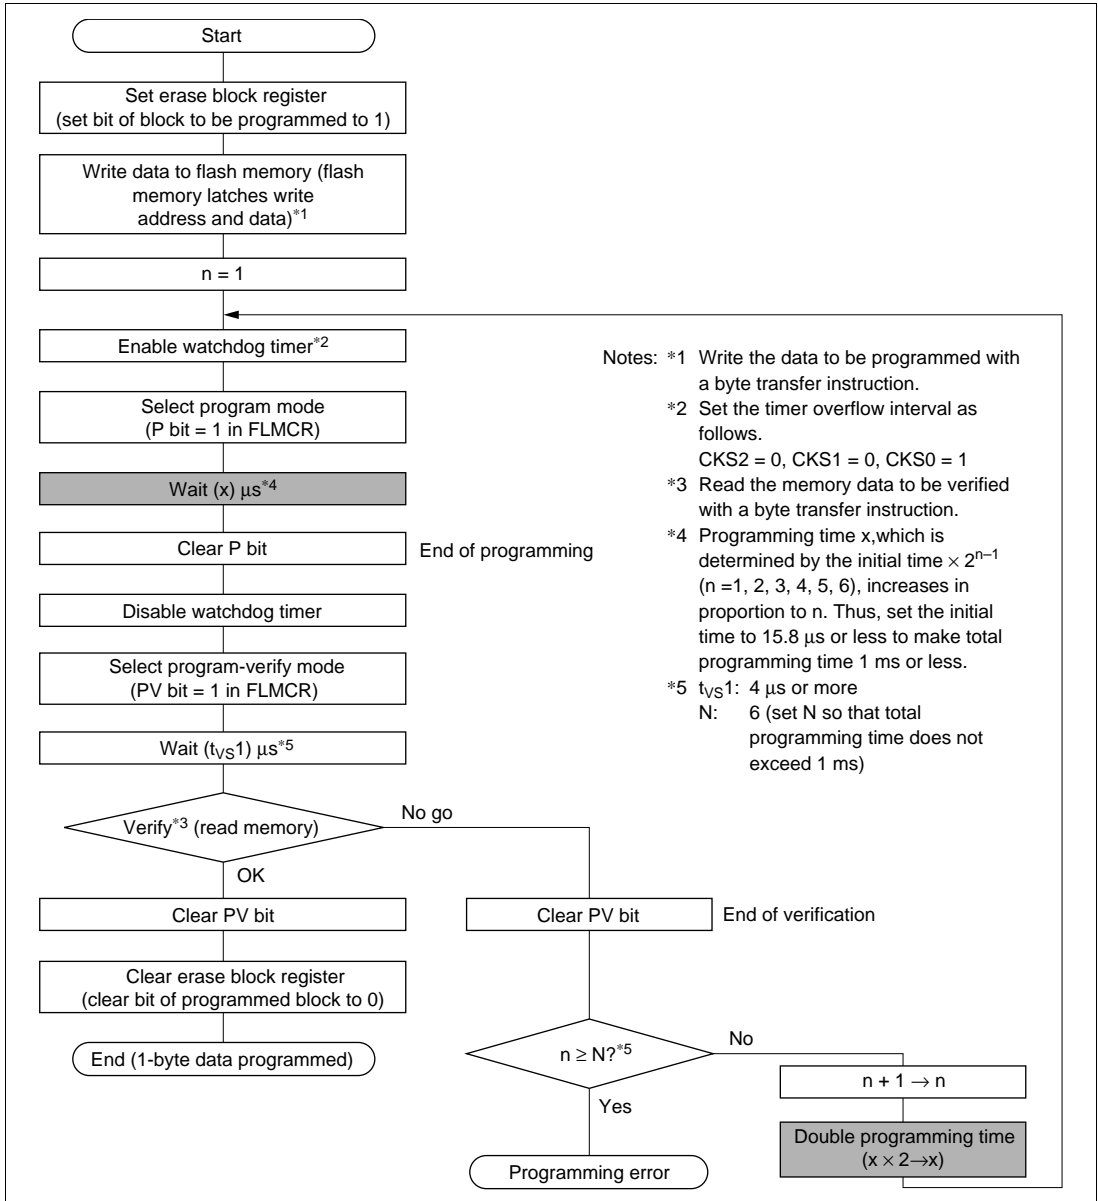 Start
Set erase block register
(set bit of block to be programmed to 1)
Write data to flash memory (flash
memory latches write
address and data)*1
n = 1
Enable watchdog timer*2
Select program mode
(P bit = 1 in FLMCR)
Wait (x) μs*4
Clear P bit
End of programming
Disable watchdog timer
Select program-verify mode
(PV bit = 1 in FLMCR)
Wait (tVS1) μs*5
Verify*3 (read memory)
No go
OK
Clear PV bit
Clear erase block register
(clear bit of programmed block to 0)
End (1-byte data programmed)
Clear PV bit
End of verification
n ≥ N?*5
No
Yes
Programming error
n + 1 → n
Double programming time
(x × 2→x)
Notes: *1 Write the data to be programmed with
a byte transfer instruction.
*2 Set the timer overflow interval as
follows.
CKS2 = 0, CKS1 = 0, CKS0 = 1
*3 Read the memory data to be verified
with a byte transfer instruction.
*4 Programming time x,which is
determined by the initial time × 2^n–1
(n =1, 2, 3, 4, 5, 6), increases in
proportion to n. Thus, set the initial
time to 15.8 μs or less to make total
programming time 1 ms or less.
*5 tVS1: 4 μs or more
N: 6 (set N so that total
programming time does not
exceed 1 ms)